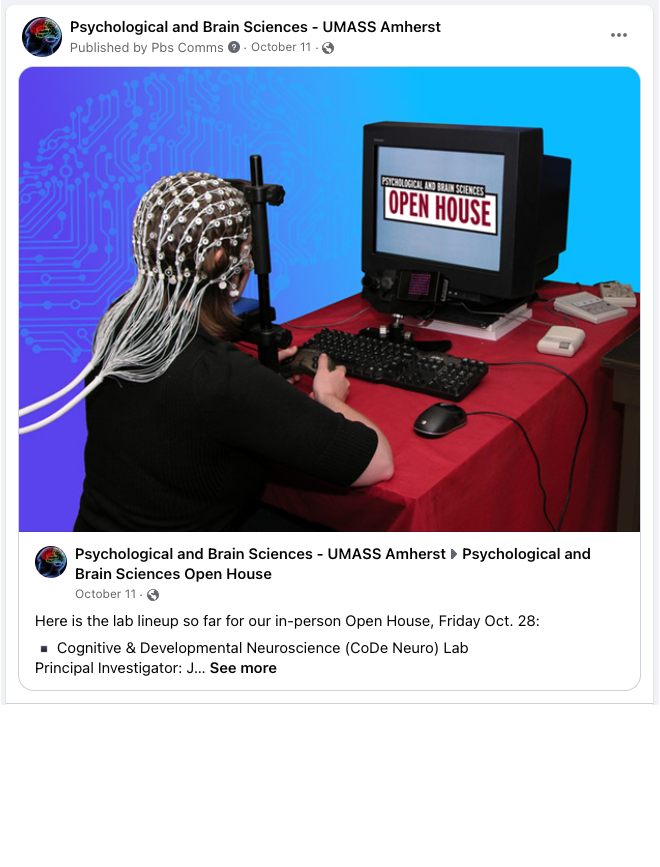 Psychological and Brain Sciences - UMASS Amherst
Published by Pbs Comms · October 11 ·
PSYCHOLOGICAL AND BRAIN SCIENCES
OPEN HOUSE
Psychological and Brain Sciences - UMASS Amherst Psychological and
Brain Sciences Open House
October 11 ·
Here is the lab lineup so far for our in-person Open House, Friday Oct. 28:
▪ Cognitive & Developmental Neuroscience (CoDe Neuro) Lab
Principal Investigator: J... See more